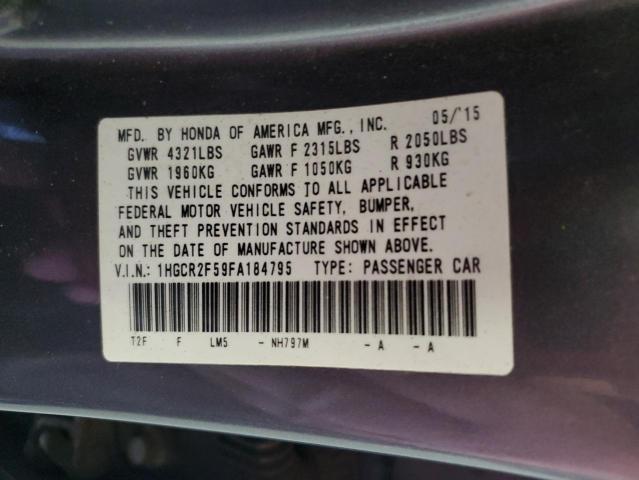 MFD. BY HONDA OF AMERICA MFG., INC. 05/'15
GVWR 4321LBS GAWR F 2315LBS R 2050LBS
GVWR 1960KG GAWR F 1050KG R 930KG
THIS VEHICLE CONFORMS TO ALL APPLICABLE
FEDERAL MOTOR VEHICLE SAFETY, BUMPER,
AND THEFT PREVENTION STANDARDS IN EFFECT
ON THE DATE OF MANUFACTURE SHOWN ABOVE.
V.I.N.: 1HGCR2F59FA184795 TYPE: PASSENGER CAR
T2F F LM5 - NH797M - A - A